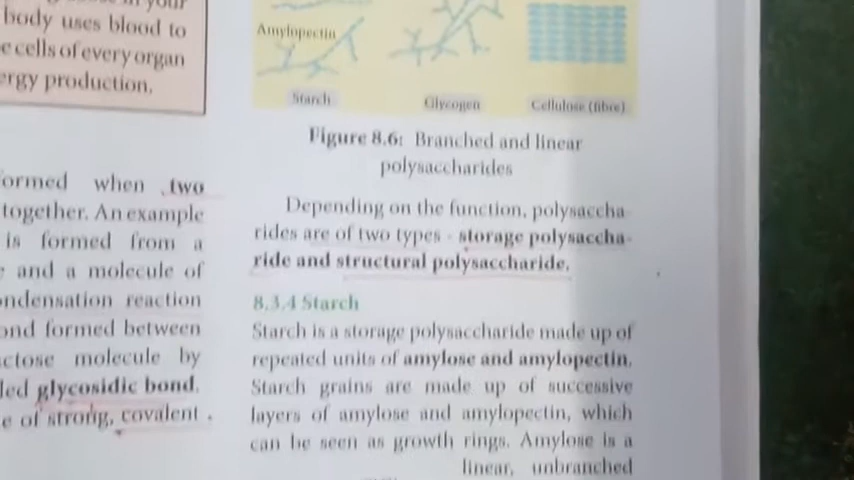 your
body uses blood to
cells of every organ
ergy production.
ormed when two
together. An example
is formed from a
and a molecule of
ondensation reaction
ond formed between
ctose molecule by
led glycosidic bond.
e of strong, covalent
Amylopectin
Starch
Glycogen
Cellulose (fibre)
Figure 8.6: Branched and linear
polysaccharides
Depending on the function, polysaccha-
rides are of two types - storage polysaccha-
ride and structural polysaccharide.
8.3.4 Starch
Starch is a storage polysaccharide made up of
repeated units of amylose and amylopectin.
Starch grains are made up of successive
layers of amylose and amylopectin, which
can be seen as growth rings. Amylose is a
linear, unbranched